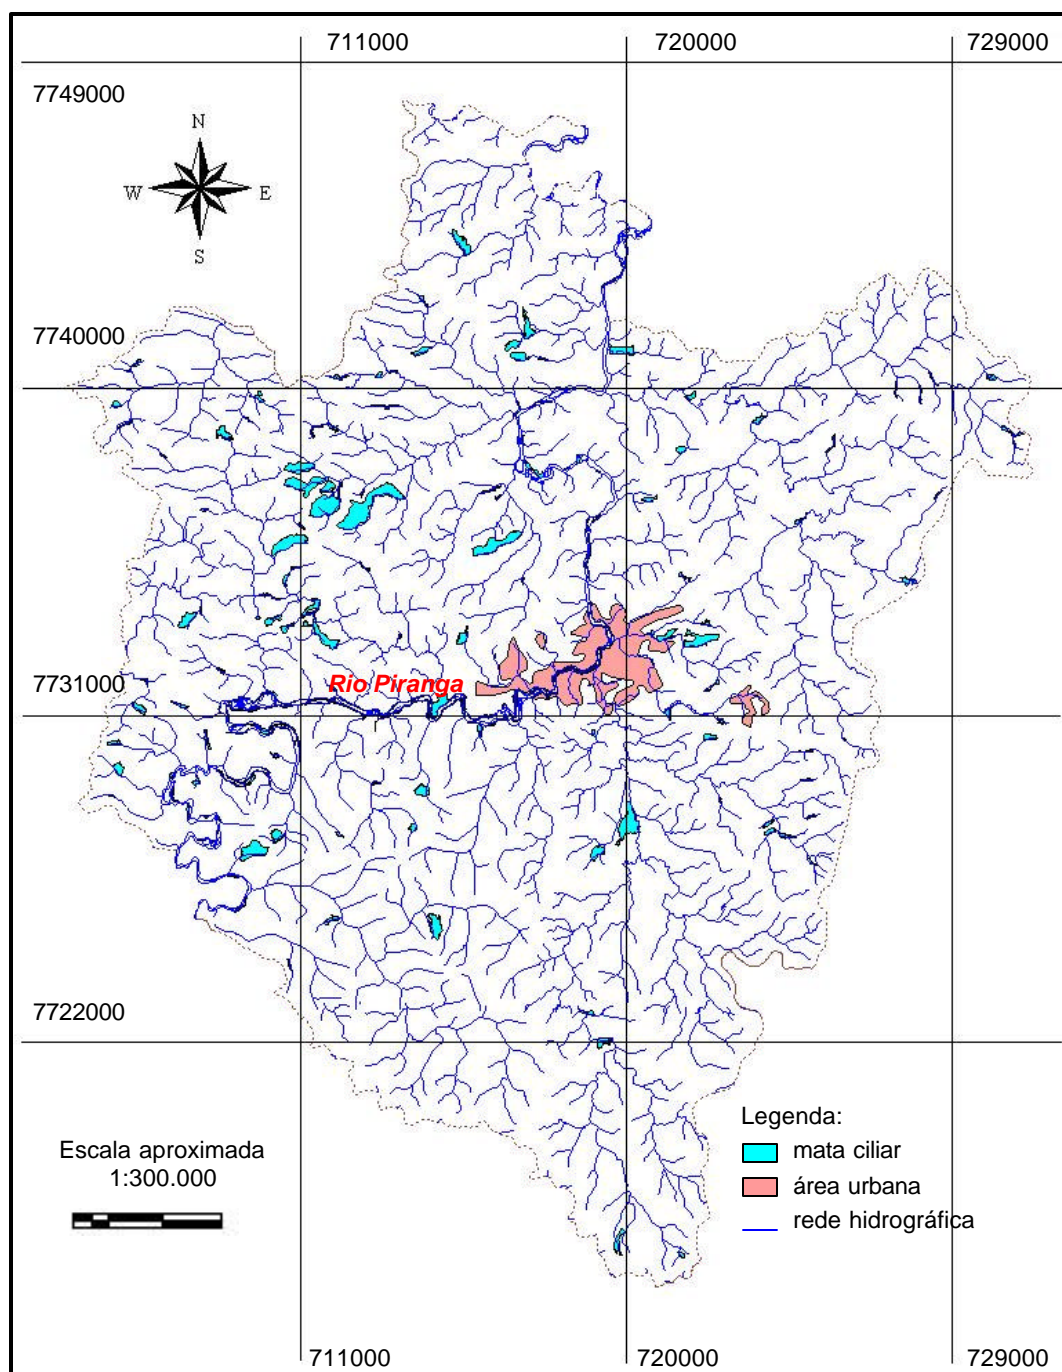 711000 720000 729000
7749000
N
W E
S
7740000
7731000
Rio Piranga
7722000
Legenda:
mata ciliar
área urbana
rede hidrográfica
Escala aproximada
1:300.000
711000 720000 729000